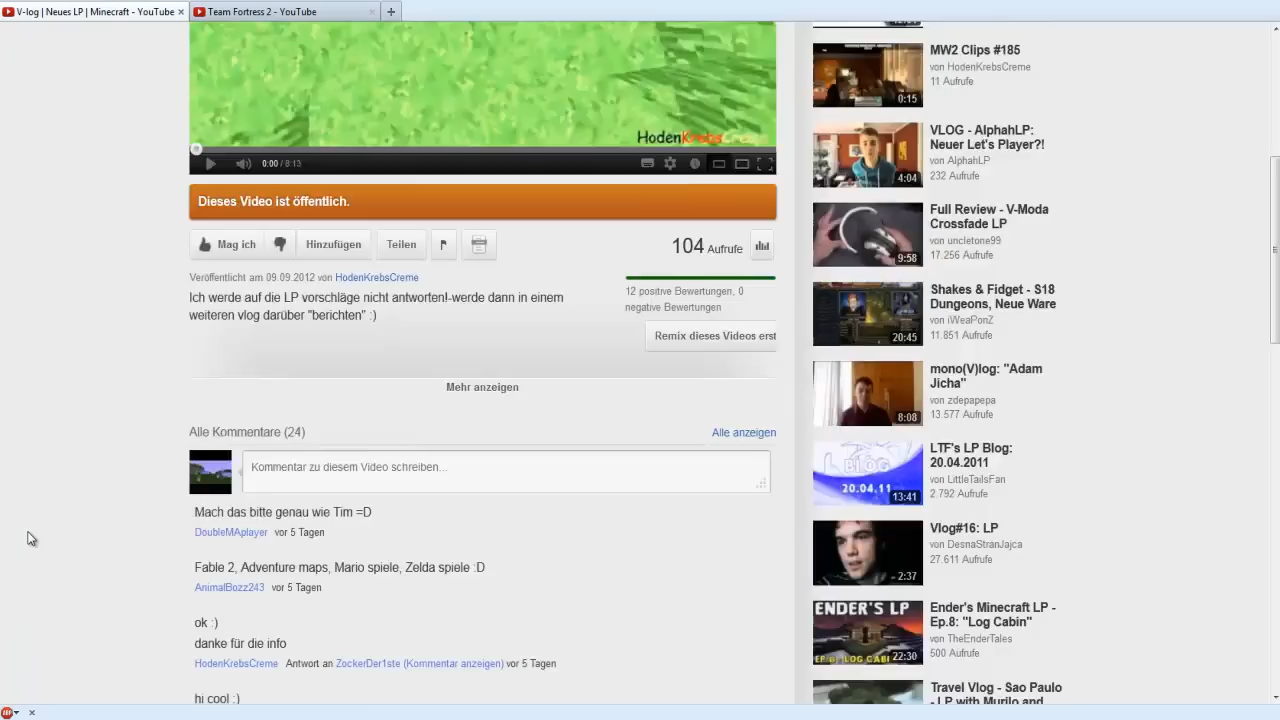 V-log | Neues LP | Minecraft - YouTube
Team Fortress 2 - YouTube
HodenKrebsCreme
0:00 / 8:13
Dieses Video ist öffentlich.
Mag ich
Hinzufügen
Teilen
104 Aufrufe
Veröffentlicht am 09.09.2012 von HodenKrebsCreme
Ich werde auf die LP vorschläge nicht antworten!-werde dann in einem
weiteren vlog darüber "berichten" :)
12 positive Bewertungen, 0
negative Bewertungen
Remix dieses Videos erst
Mehr anzeigen
Alle Kommentare (24)
Alle anzeigen
Kommentar zu diesem Video schreiben...
Mach das bitte genau wie Tim =D
DoubleMAplayer vor 5 Tagen
Fable 2, Adventure maps, Mario spiele, Zelda spiele :D
AnimalBozz243 vor 5 Tagen
ok :)
danke für die info
HodenKrebsCreme Antwort an ZockerDer1ste (Kommentar anzeigen) vor 5 Tagen
hi cool :)
MW2 Clips #185
von HodenKrebsCreme
11 Aufrufe
0:15
VLOG - AlphahLP:
Neuer Let's Player?!
von AlphahLP
232 Aufrufe
4:04
Full Review - V-Moda
Crossfade LP
von uncletone99
17.256 Aufrufe
9:58
Shakes & Fidget - S18
Dungeons, Neue Ware
von iWeaPonZ
11.851 Aufrufe
20:45
mono(V)log: "Adam
Jicha"
von zdepapepa
13.577 Aufrufe
8:08
LTF's LP Blog:
20.04.2011
von LittleTailsFan
2.792 Aufrufe
BLOG
20.04.11
13:41
Vlog#16: LP
von DesnaStranJajca
27.611 Aufrufe
2:37
Ender's Minecraft LP -
Ep.8: "Log Cabin"
von TheEnderTales
500 Aufrufe
ENDER'S LP
22:30
Travel Vlog - Sao Paulo
- LP with Murilo and
ABP